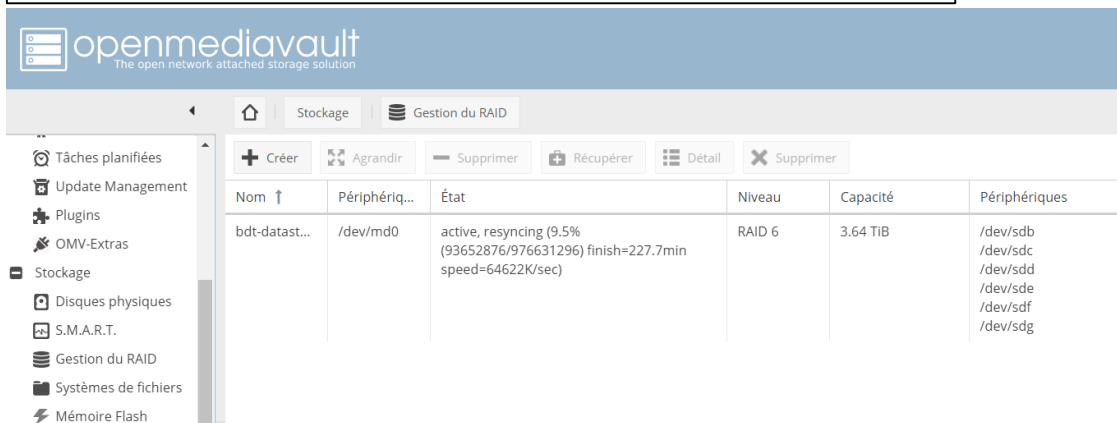 openmediavault
The open network attached storage solution
Stockage
Gestion du RAID
Tâches planifiées
Update Management
Plugins
OMV-Extras
Stockage
Disques physiques
S.M.A.R.T.
Gestion du RAID
Systèmes de fichiers
Mémoire Flash
Créer Agrandir Supprimer Récupérer Détail Supprimer
Nom Périphériq... État Niveau Capacité Périphériques
bdt-datast... /dev/md0 active, resyncing (9.5% RAID 6 3.64 TiB /dev/sdb
(93652876/976631296) finish=227.7min /dev/sdc
speed=64622K/sec) /dev/sdd
/dev/sde
/dev/sdf
/dev/sdg